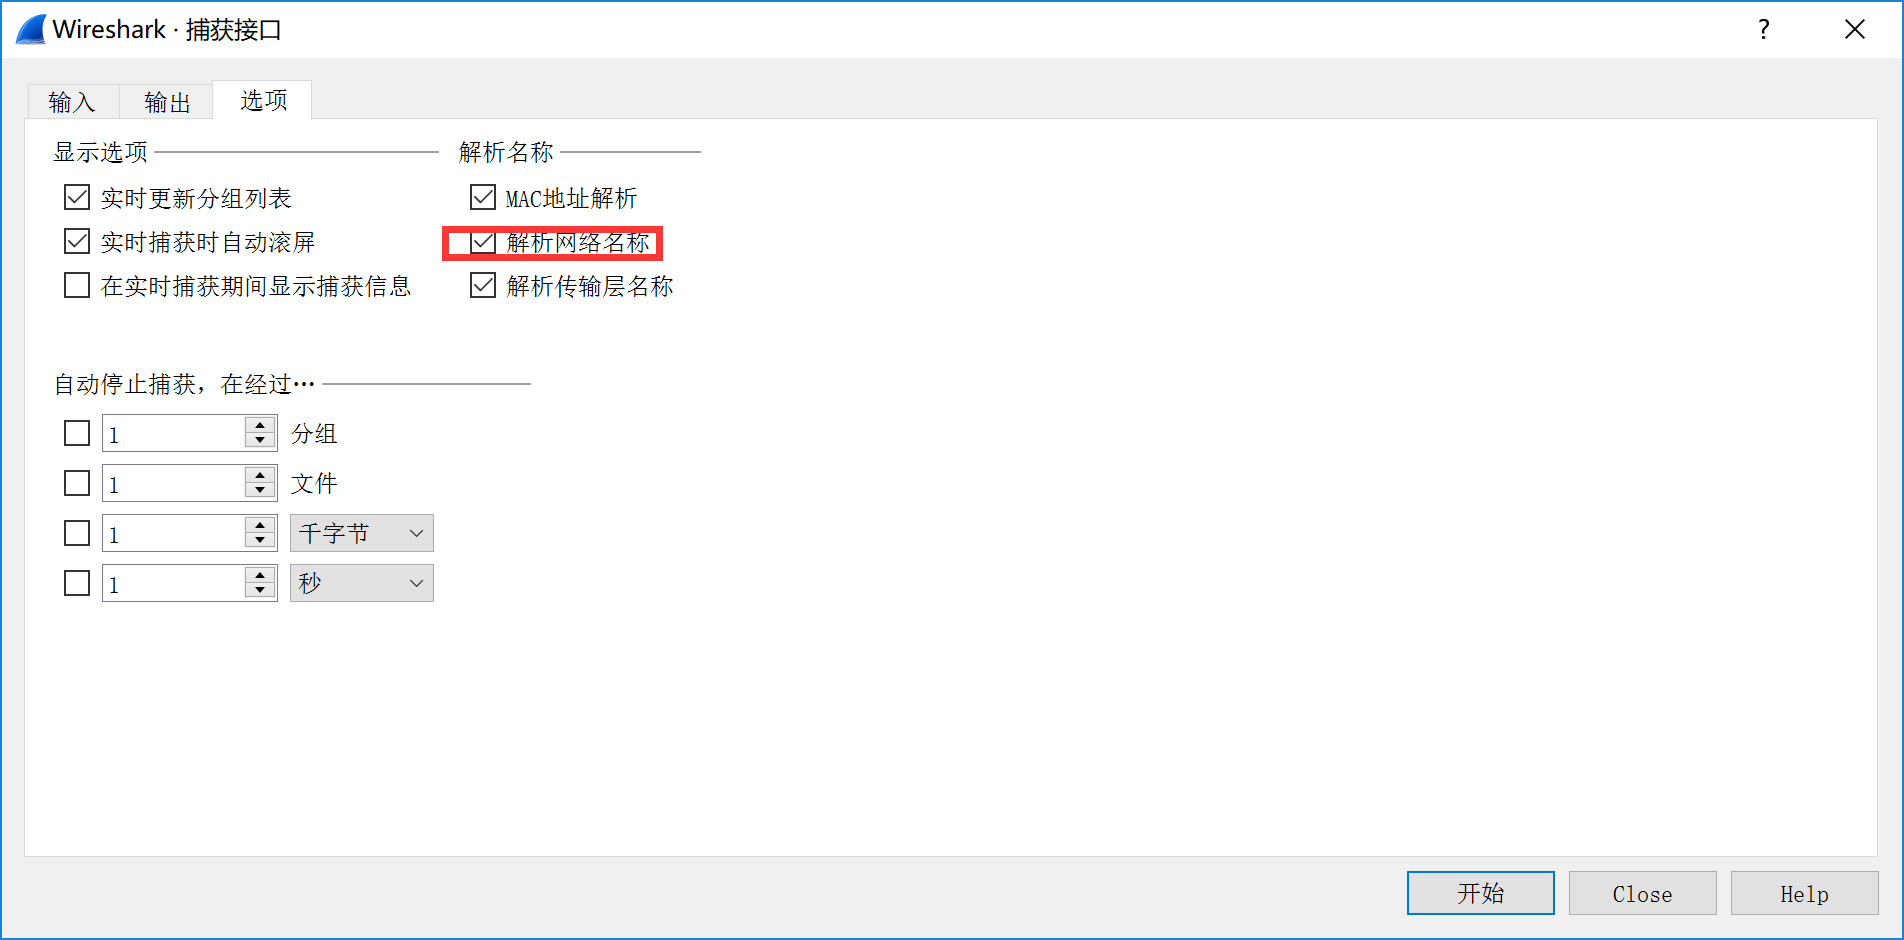 Wireshark · 捕获接口
?
输入 输出 选项
显示选项
实时更新分组列表
实时捕获时自动滚屏
在实时捕获期间显示捕获信息
解析名称
MAC地址解析
解析网络名称
解析传输层名称
自动停止捕获，在经过…
1 分组
1 文件
1 千字节
1 秒
开始 Close Help